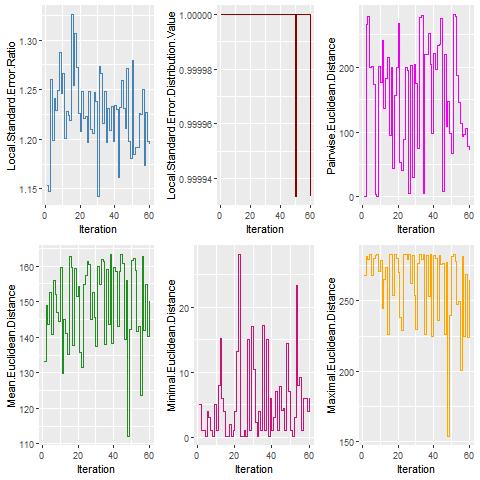 Local.Standard.Error.Ratio
1.30
1.25
1.20
1.15
0 20 40 60
Iteration
Local.Standard.Error.Distribution.Value
1.00000
0.99998
0.99996
0.99994
0 20 40 60
Iteration
Pairwise.Euclidean.Distance
200
100
0
0 20 40 60
Iteration
Mean.Euclidean.Distance
160
150
140
130
120
110
0 20 40 60
Iteration
Minimal.Euclidean.Distance
20
10
0
0 20 40 60
Iteration
Maximal.Euclidean.Distance
250
200
150
0 20 40 60
Iteration